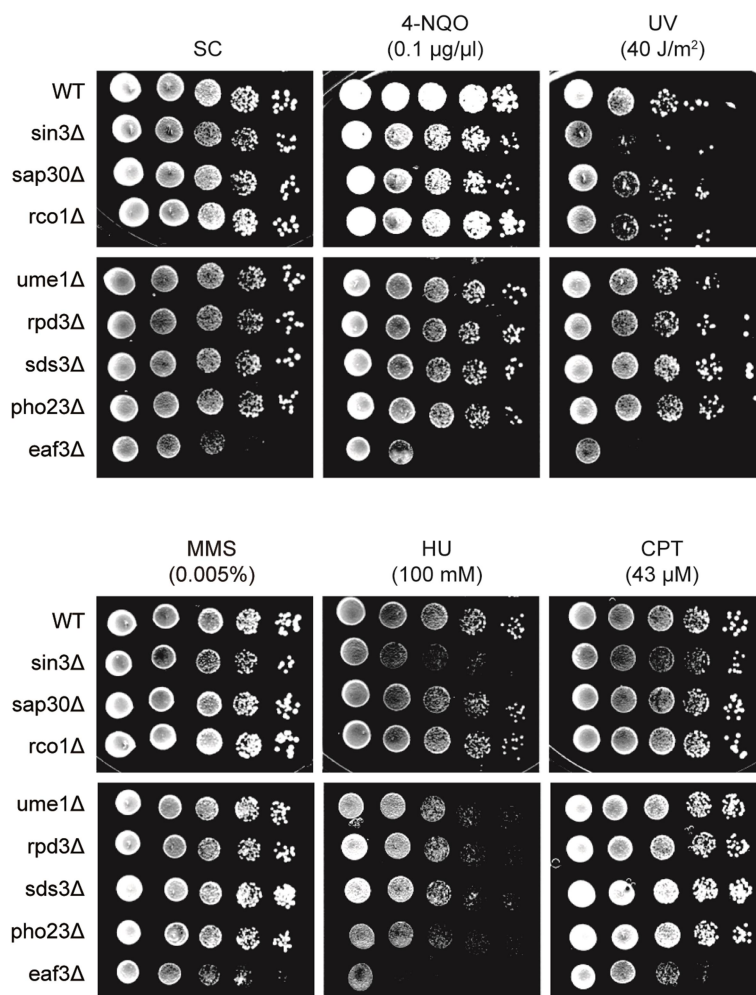 SC
4-NQO
(0.1 µg/µl)
UV
(40 J/m²)
WT
sin3Δ
sap30Δ
rco1Δ
ume1Δ
rpd3Δ
sds3Δ
pho23Δ
eaf3Δ
MMS
(0.005%)
HU
(100 mM)
CPT
(43 µM)
WT
sin3Δ
sap30Δ
rco1Δ
ume1Δ
rpd3Δ
sds3Δ
pho23Δ
eaf3Δ